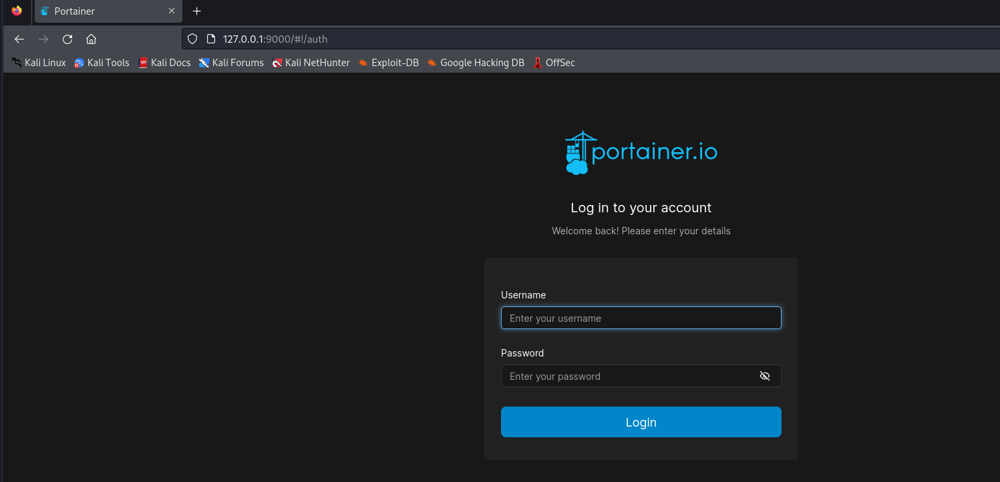 Portainer
127.0.0.1:9000/#!/auth
Kali Linux Kali Tools Kali Docs Kali Forums Kali NetHunter Exploit-DB Google Hacking DB OffSec
portainer.io
Log in to your account
Welcome back! Please enter your details
Username
Enter your username
Password
Enter your password
Login